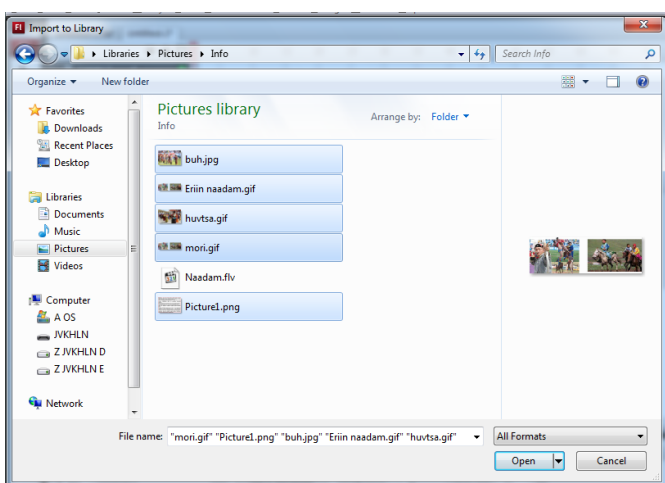 Fl Import to Library
Libraries Pictures Info
Search Info
Organize New folder
Favorites
Downloads
Recent Places
Desktop
Libraries
Documents
Music
Pictures
Videos
Computer
A OS
JVKHLN
Z JVKHLN D
Z JVKHLN E
Network
Pictures library
Info
Arrange by: Folder
buh.jpg
Eriin naadam.gif
huvtsa.gif
mori.gif
Naadam.flv
Picture1.png
File name: "mori.gif" "Picture1.png" "buh.jpg" "Eriin naadam.gif" "huvtsa.gif"
All Formats
Open Cancel